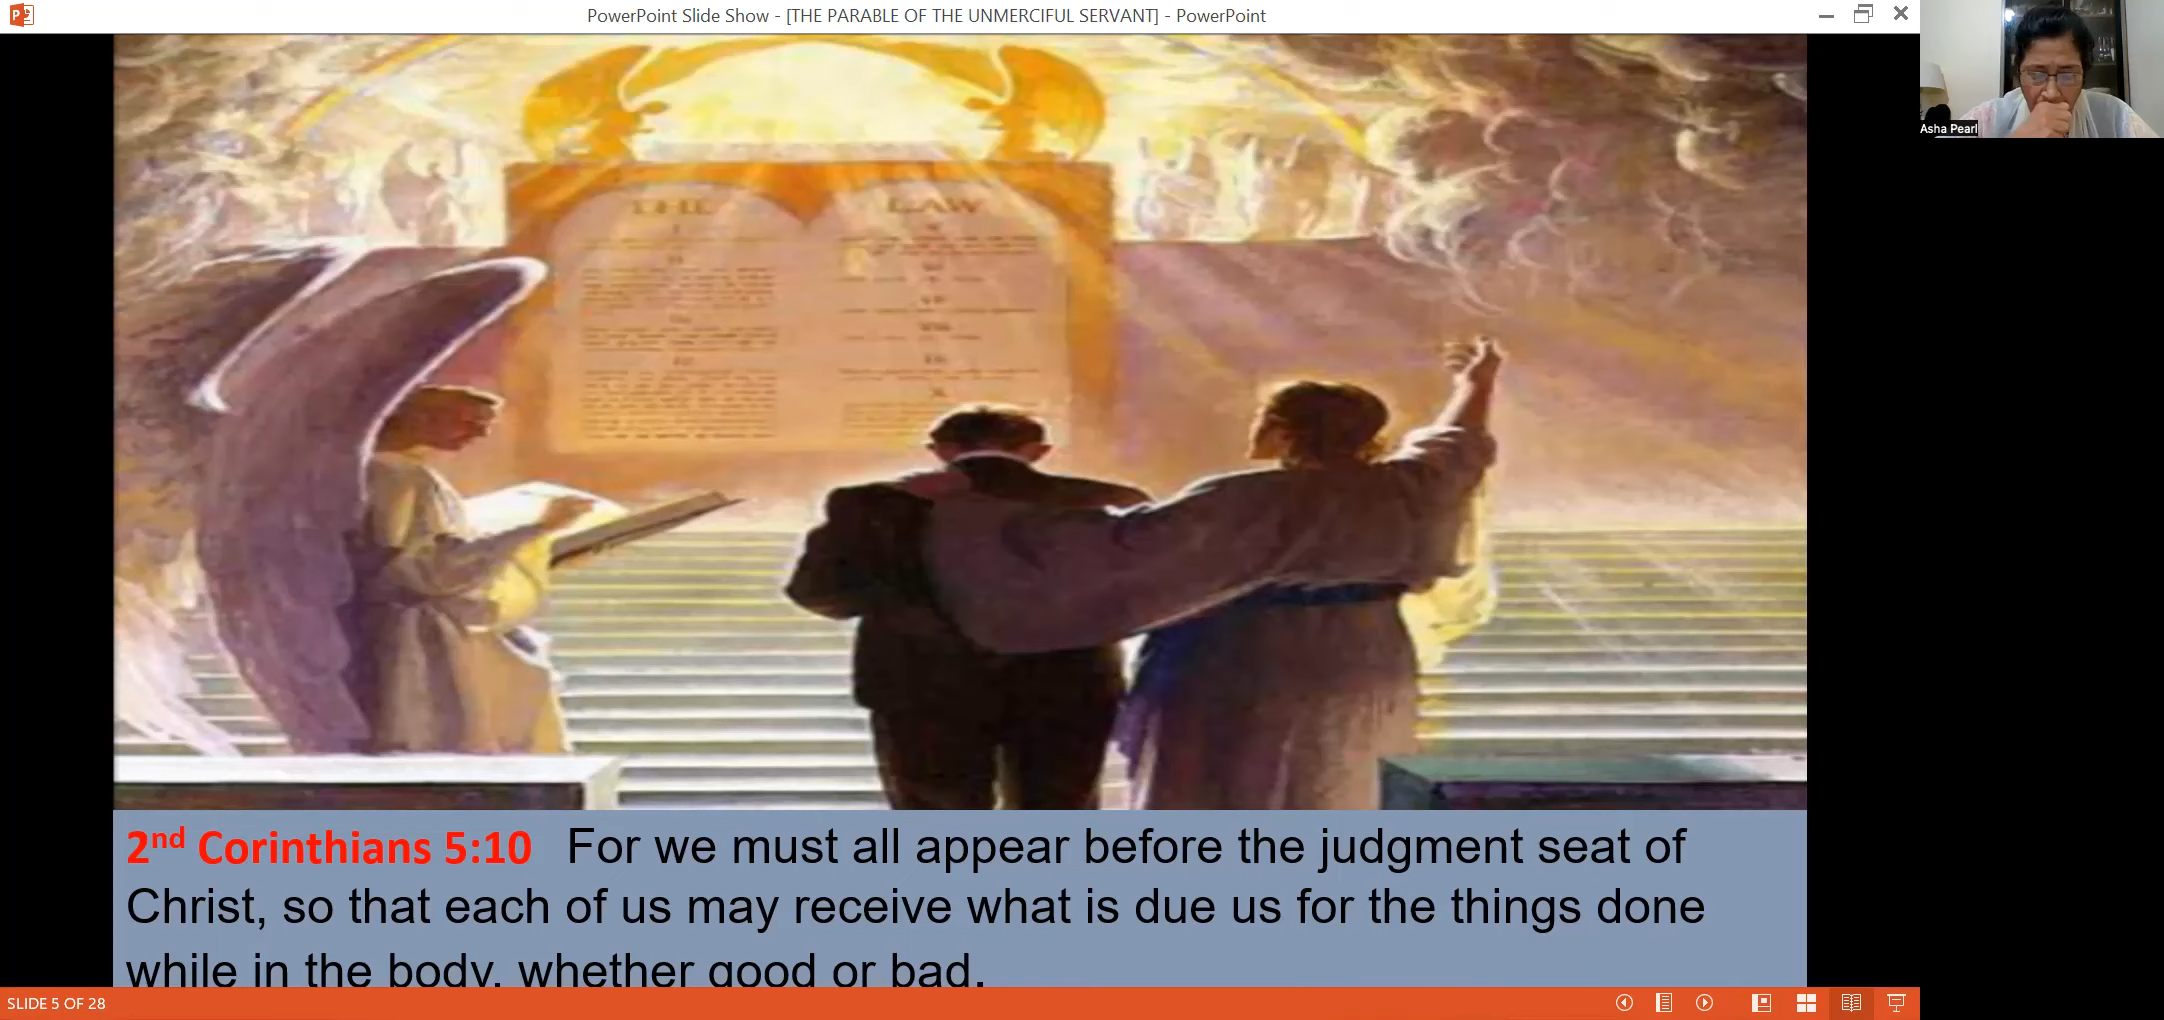 PowerPoint Slide Show - [THE PARABLE OF THE UNMERCIFUL SERVANT] - PowerPoint
Asha Pearl
THE LAW
2nd Corinthians 5:10 For we must all appear before the judgment seat of
Christ, so that each of us may receive what is due us for the things done
while in the body, whether good or bad.
SLIDE 5 OF 28